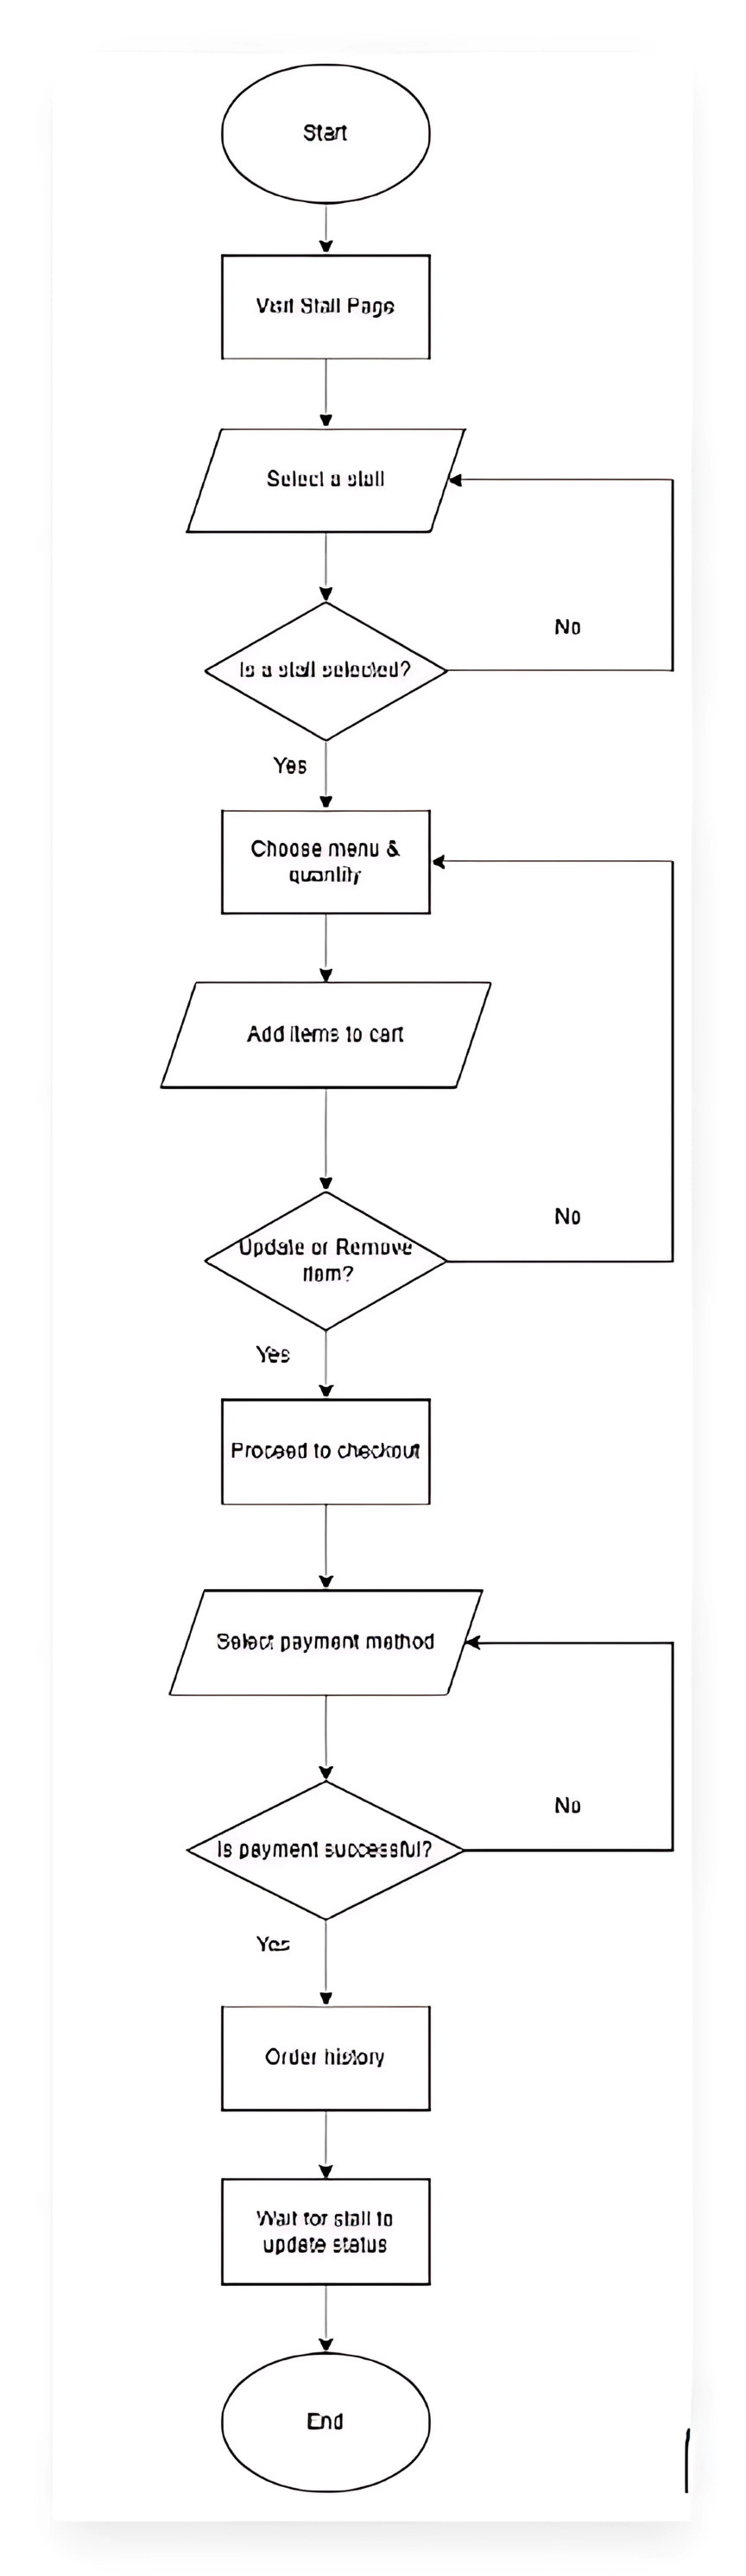 Start
Visit Stall Page
Select a stall
Is a stall selected?
No
Yes
Choose menu &
quantity
Add items to cart
Update or Remove
item?
No
Yes
Proceed to checkout
Select payment method
Is payment successful?
No
Yes
Order history
Wait for stall to
update status
End